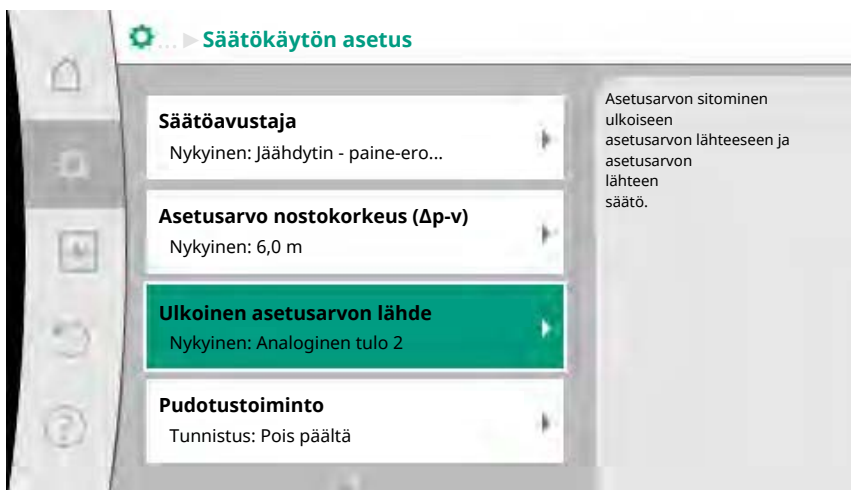 ... ▶ Säätökäytön asetus
Säätöavustaja
Nykyinen: Jäähdytin - paine-ero...
Asetusarvo nostokorkeus (Δp-v)
Nykyinen: 6,0 m
Ulkoinen asetusarvon lähde
Nykyinen: Analoginen tulo 2
Pudotustoiminto
Tunnistus: Pois päältä
Asetusarvon sitominen
ulkoiseen
asetusarvon lähteeseen ja
asetusarvon
lähteen
säätö.